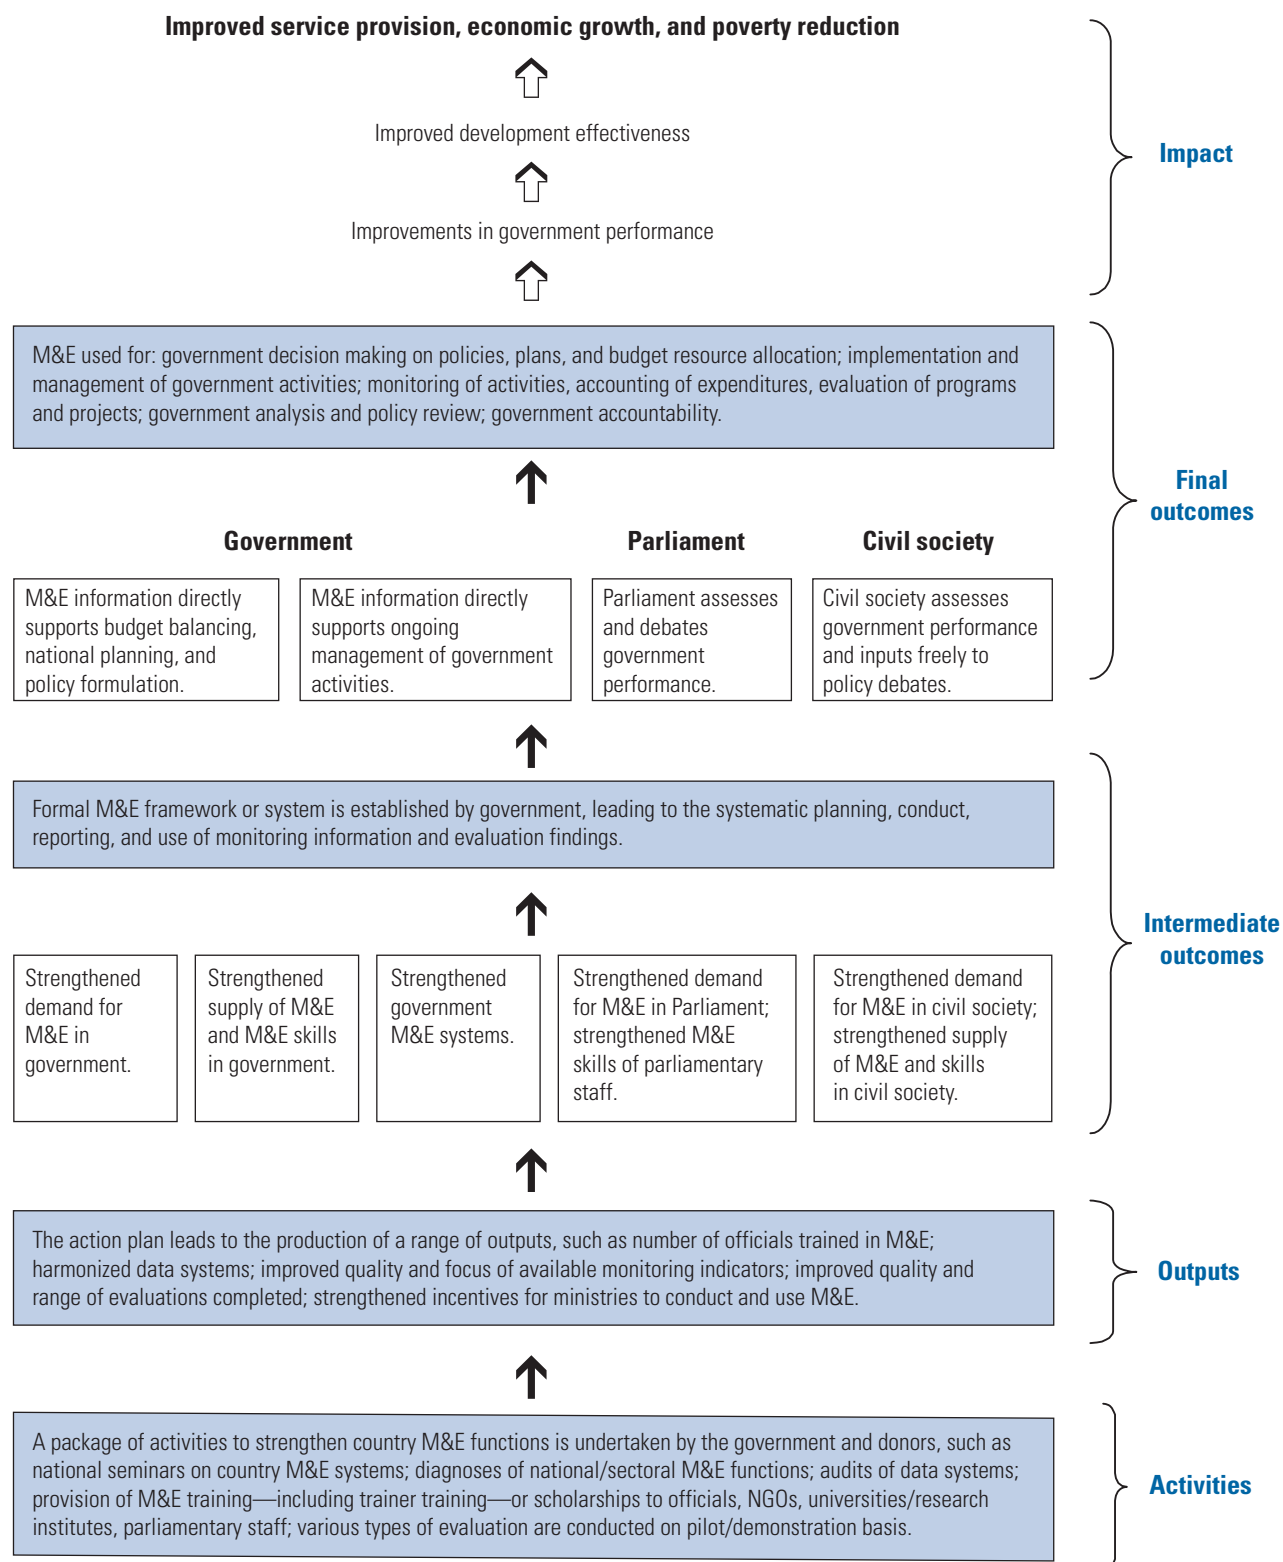 Improved service provision, economic growth, and poverty reduction
Improved development effectiveness
Impact
Improvements in government performance
M&E used for: government decision making on policies, plans, and budget resource allocation; implementation and
management of government activities; monitoring of activities, accounting of expenditures, evaluation of programs
and projects; government analysis and policy review; government accountability.
Final
outcomes
Government
Parliament
Civil society
M&E information directly
supports budget balancing,
national planning, and
policy formulation.
M&E information directly
supports ongoing
management of government
activities.
Parliament assesses
and debates
government
performance.
Civil society assesses
government performance
and inputs freely to
policy debates.
Formal M&E framework or system is established by government, leading to the systematic planning, conduct,
reporting, and use of monitoring information and evaluation findings.
Intermediate
outcomes
Strengthened
demand for
M&E in
government.
Strengthened
supply of M&E
and M&E skills
in government.
Strengthened
government
M&E systems.
Strengthened demand
for M&E in Parliament;
strengthened M&E
skills of parliamentary
staff.
Strengthened demand
for M&E in civil society;
strengthened supply
of M&E and skills
in civil society.
The action plan leads to the production of a range of outputs, such as number of officials trained in M&E;
harmonized data systems; improved quality and focus of available monitoring indicators; improved quality and
range of evaluations completed; strengthened incentives for ministries to conduct and use M&E.
Outputs
A package of activities to strengthen country M&E functions is undertaken by the government and donors, such as
national seminars on country M&E systems; diagnoses of national/sectoral M&E functions; audits of data systems;
provision of M&E training—including trainer training—or scholarships to officials, NGOs, universities/research
institutes, parliamentary staff; various types of evaluation are conducted on pilot/demonstration basis.
Activities